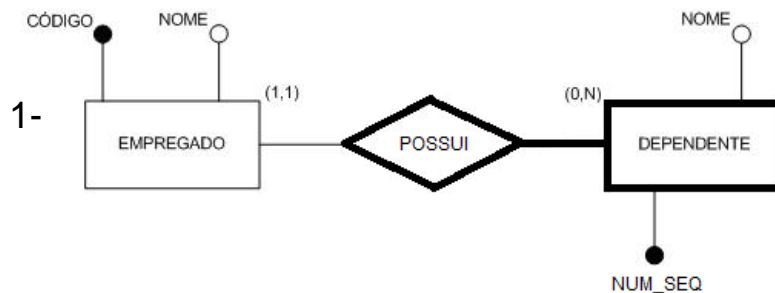 CÓDIGO NOME NOME
(1,1) (0,N)
1-
EMPREGADO POSSUI DEPENDENTE
NUM_SEQ